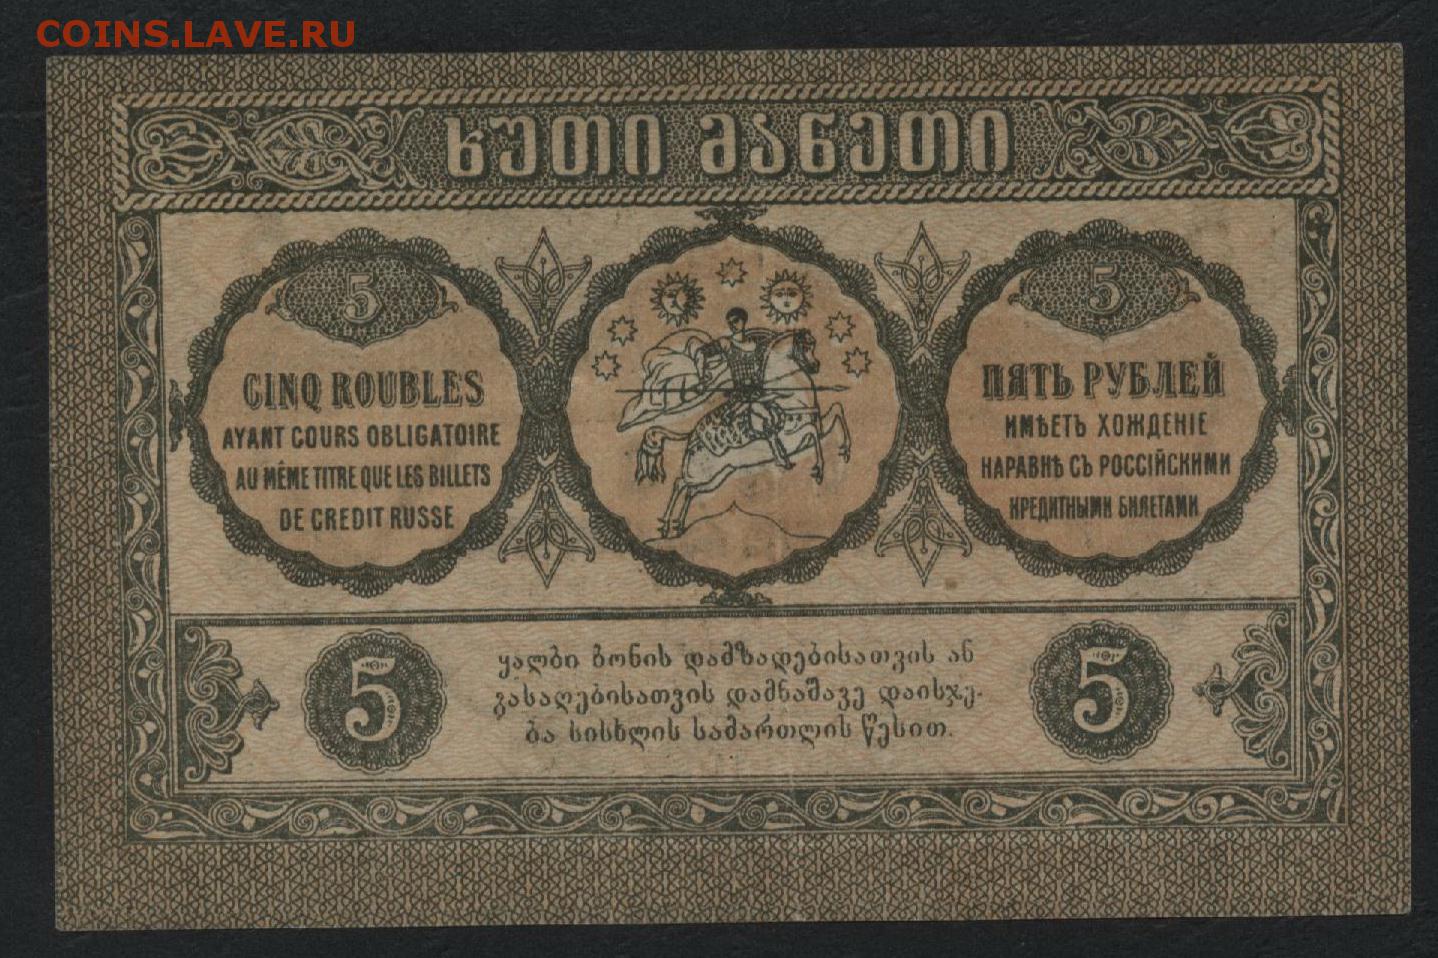 COINS.LAVE.RU
ხუთი მანეთი
5
CINQ ROUBLES
AYANT COURS OBLIGATOIRE
AU MÊME TITRE QUE LES BILLETS
DE CREDIT RUSSE
5
ПЯТЬ РУБЛЕЙ
ИМѢЕТЪ ХОЖДЕНІЕ
НАРАВНѢ СЪ РОССІЙСКИМИ
КРЕДИТНЫМИ БИЛЕТАМИ
5
ყალბი ბონის დამზადებისათვის ან
გასაღებისათვის დამნაშავე დაისჯე-
ბა სისხლის სამართლის წესით.
5